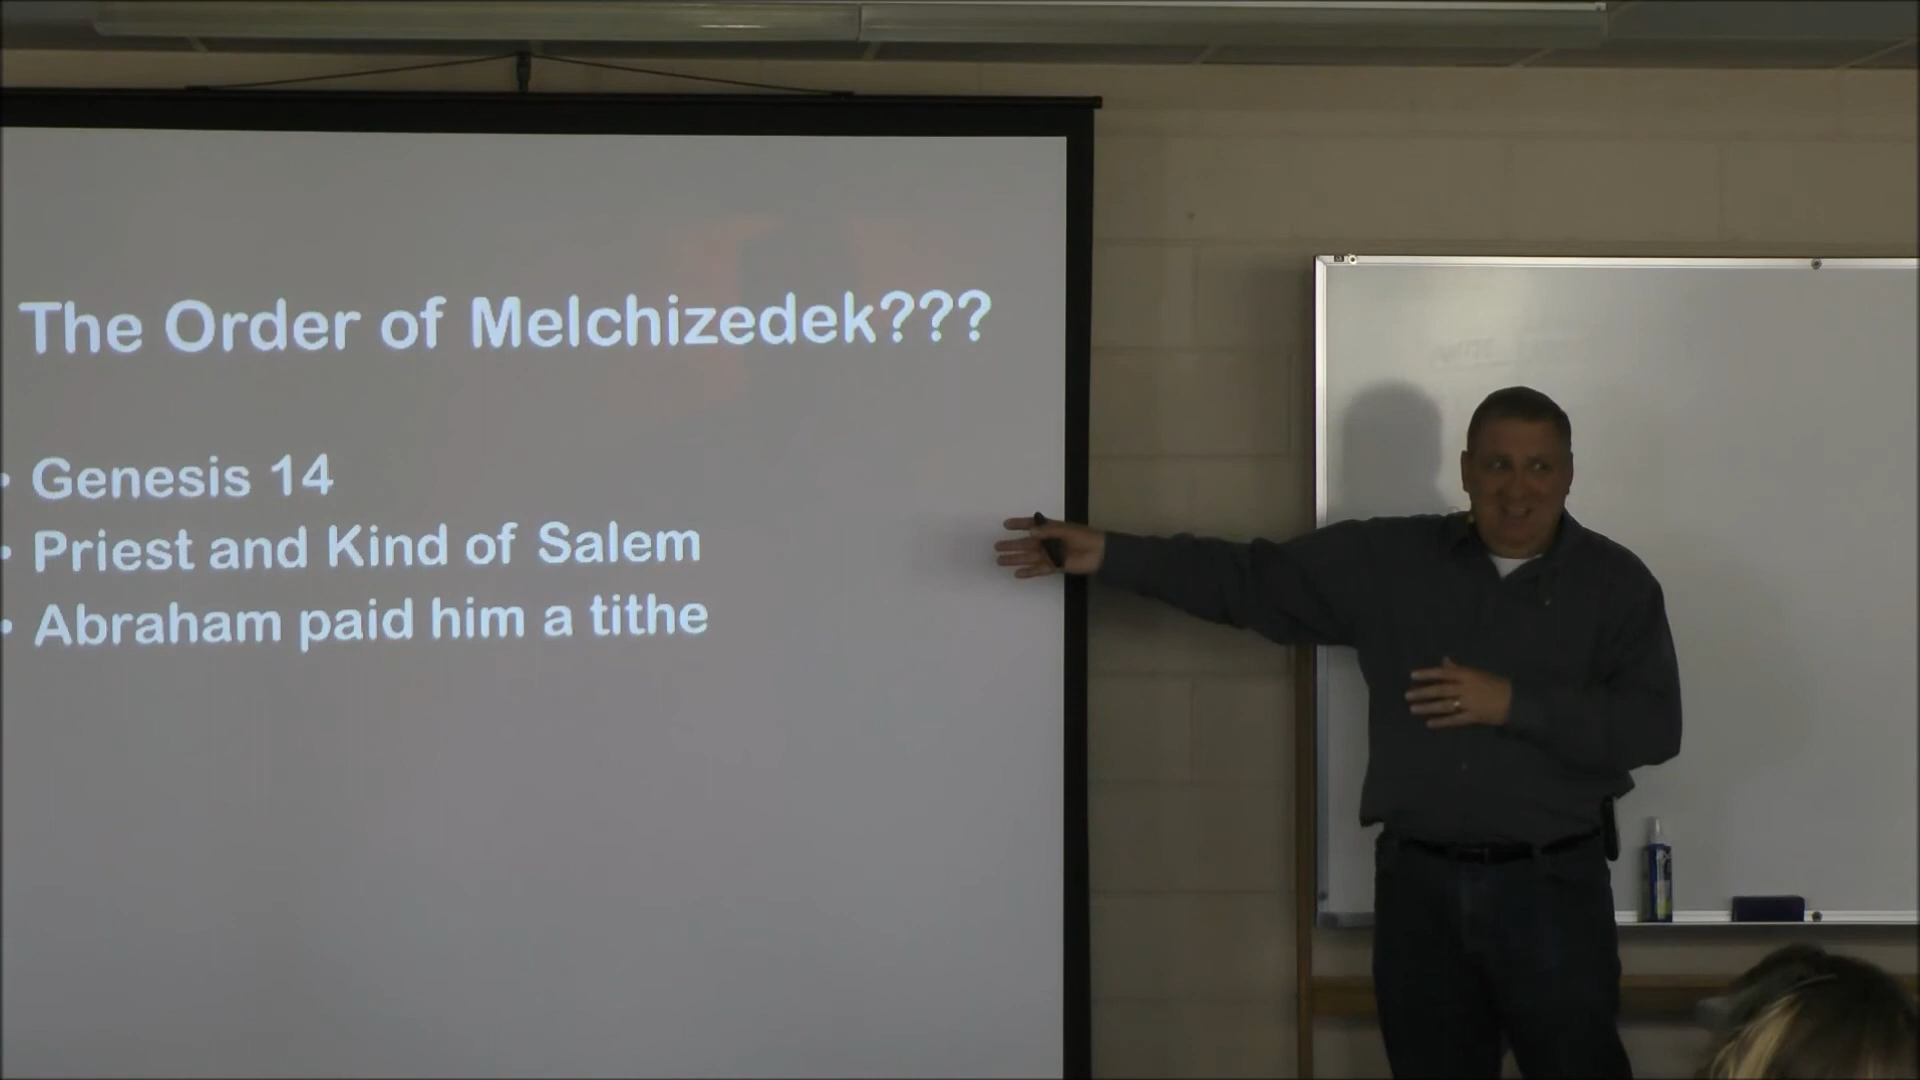 The Order of Melchizedek???
• Genesis 14
• Priest and Kind of Salem
• Abraham paid him a tithe